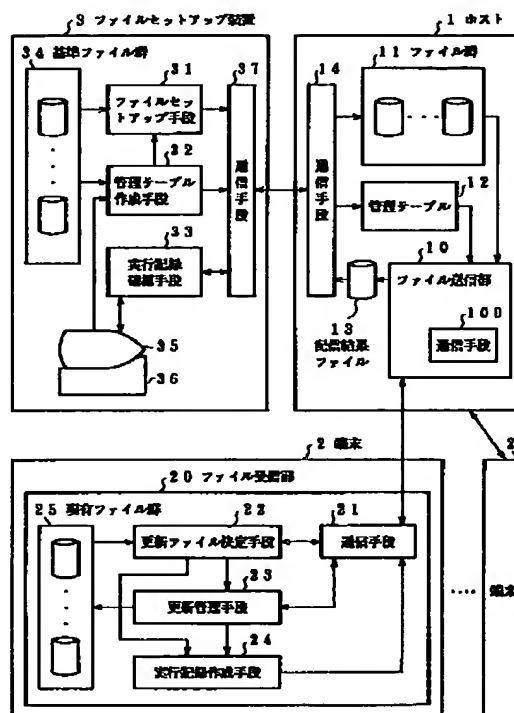 3 ファイルセットアップ装置
34 基準ファイル群
31
ファイルセッ
トアップ手段
37
通信手段
32
管理テーブル
作成手段
33
実行記録
確認手段
35
36
1 ホスト
14
通信手段
11 ファイル群
12
管理テーブル
10
ファイル送信部
100
通信手段
13
配信結果
ファイル
2 端末
20 ファイル受信部
25 現有ファイル群
22
更新ファイル決定手段
21
通信手段
23
更新管理手段
24
実行記録作成手段
2
端末